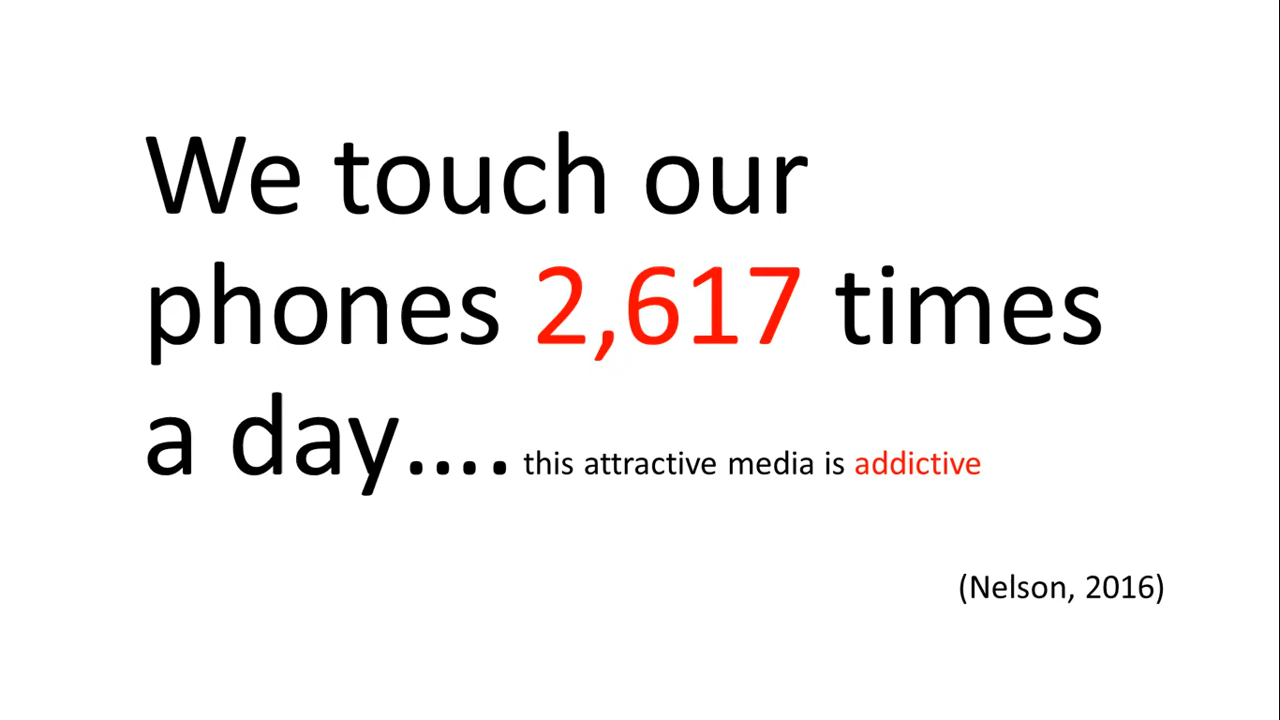 We touch our
phones 2,617 times
a day.... this attractive media is addictive
(Nelson, 2016)